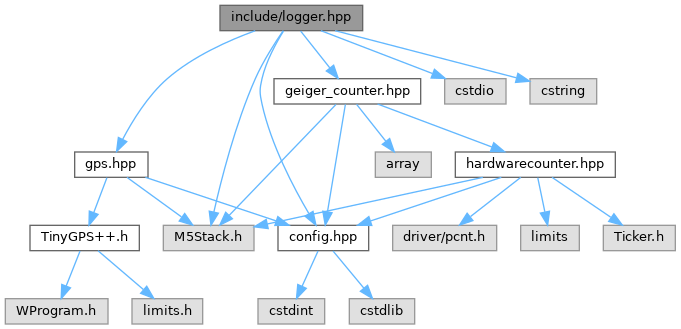 include/logger.hpp
geiger_counter.hpp
cstdio
cstring
gps.hpp
array
hardwarecounter.hpp
TinyGPS++.h
M5Stack.h
config.hpp
driver/pcnt.h
limits
Ticker.h
WProgram.h
limits.h
cstdint
cstdlib